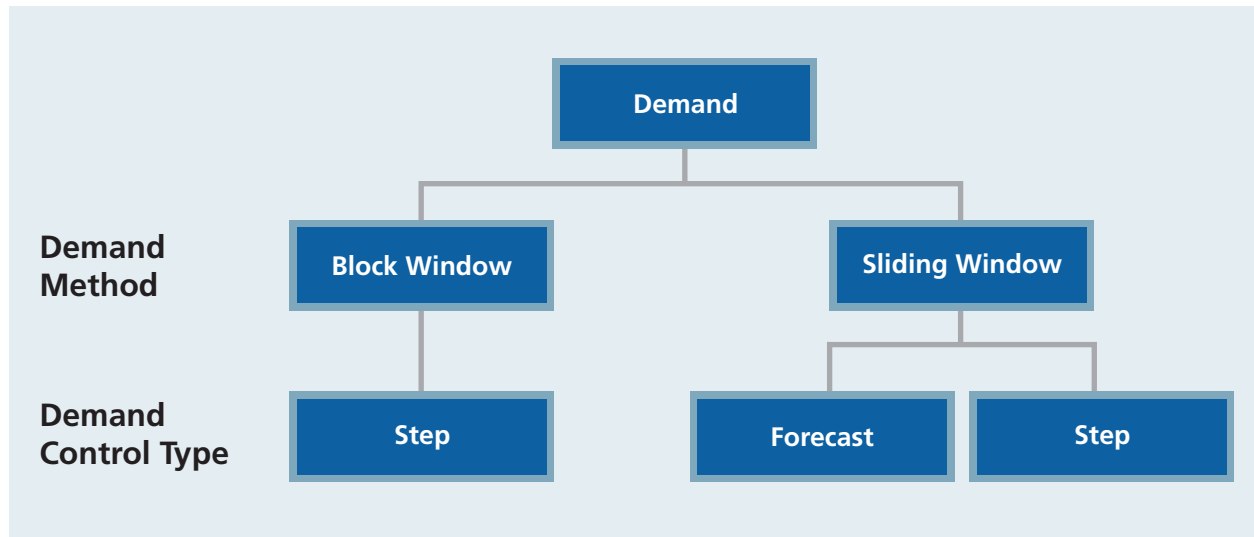 Demand
Demand
Method
Block Window
Sliding Window
Demand
Control Type
Step
Forecast
Step